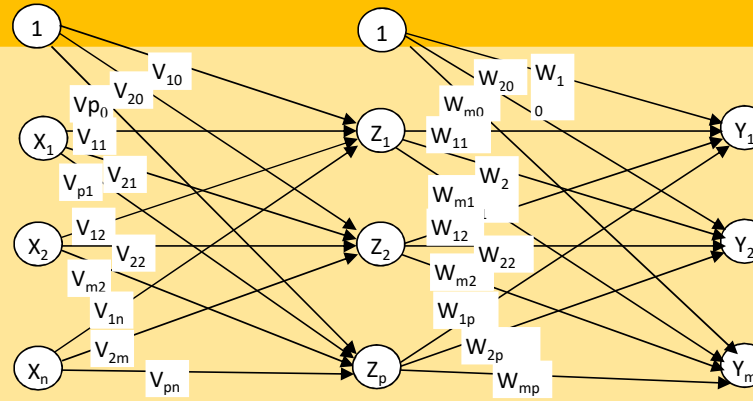 1
1
V₁₀
V₂₀
Vp₀
W₂₀
W₁
₀
Wₘ₀
X₁
V₁₁
Z₁
W₁₁
Y₁
Vₚ₁
V₂₁
W₂
Wₘ₁
X₂
V₁₂
V₂₂
Z₂
W₁₂
W₂₂
Y₂
Vₘ₂
Wₘ₂
V₁ₙ
W₁ₚ
V₂ₘ
W₂ₚ
Xₙ
Vₚₙ
Zₚ
Wₘₚ
Yₘ